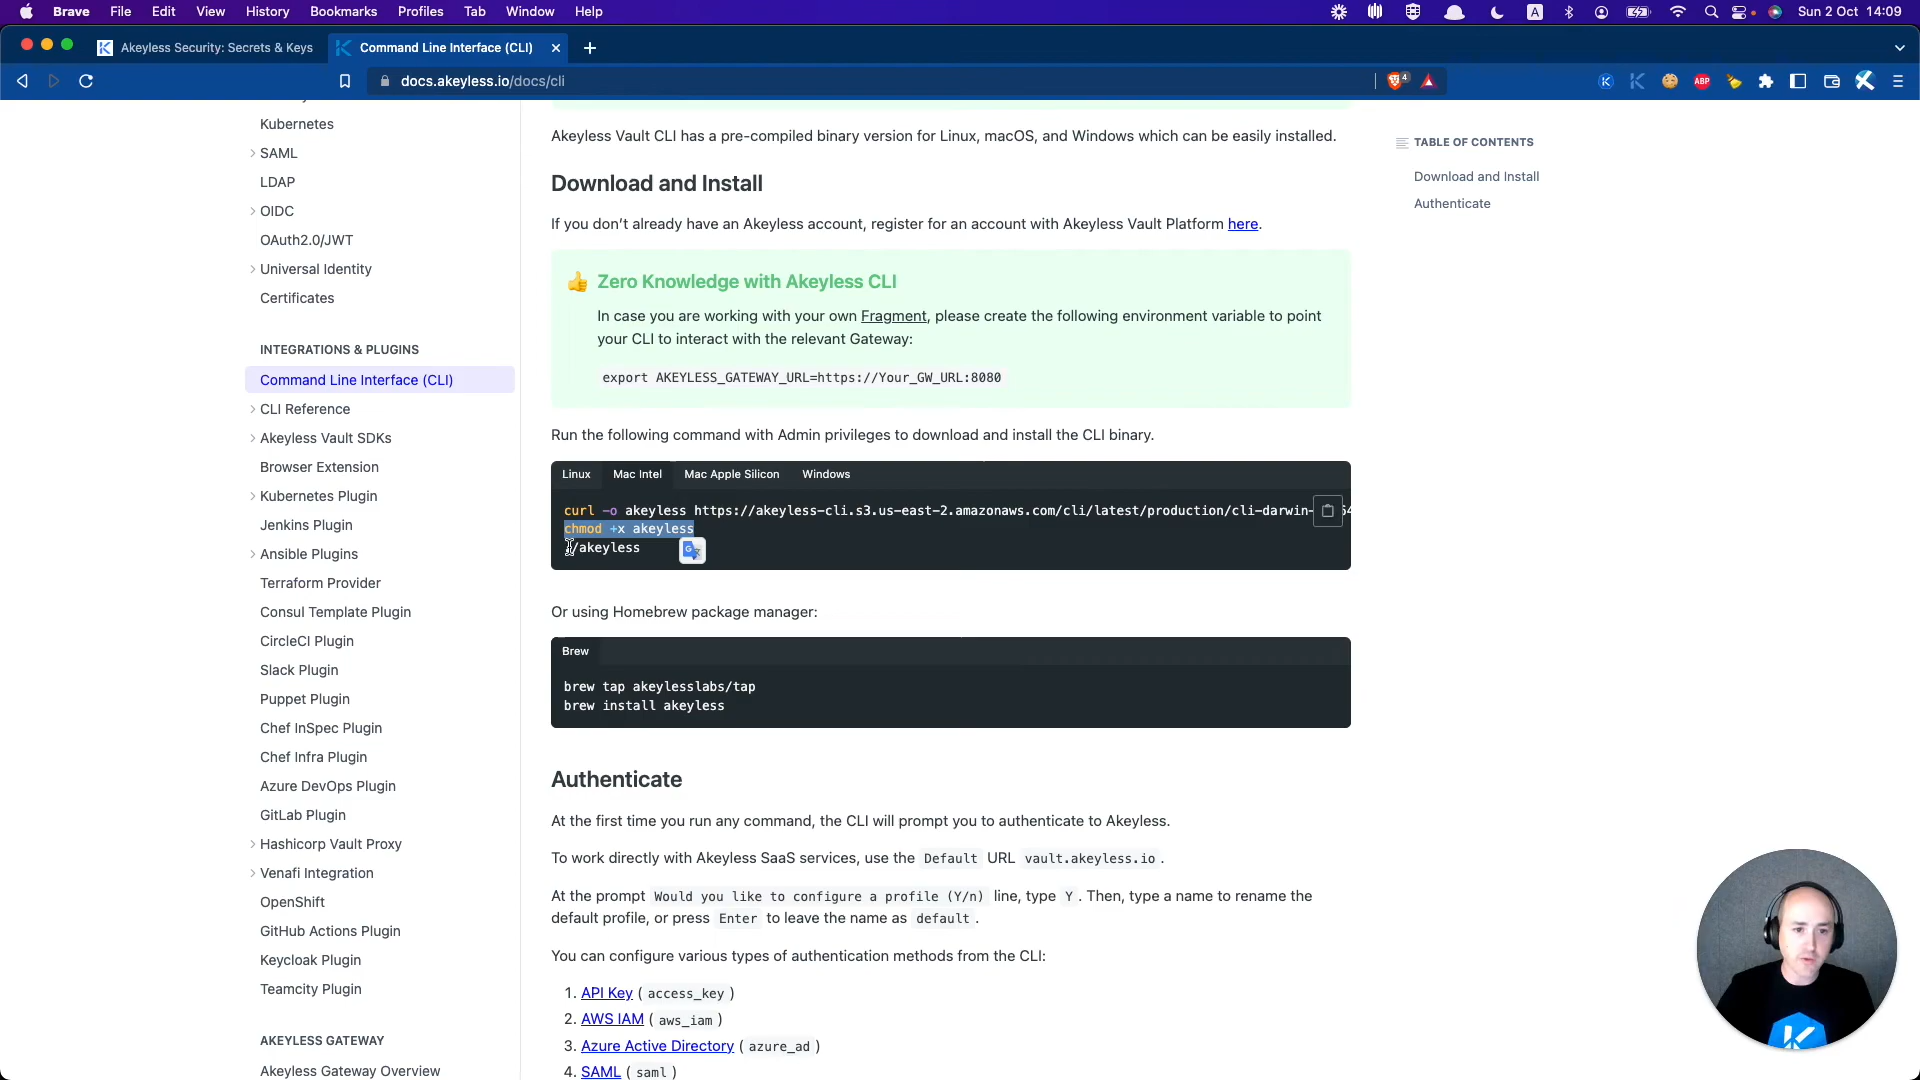 Brave File Edit View History Bookmarks Profiles Tab Window Help
A Sun 2 Oct 14:09
Akeyless Security: Secrets & Keys
Command Line Interface (CLI)
docs.akeyless.io/docs/cli
4
ABP
Kubernetes
SAML
LDAP
OIDC
OAuth2.0/JWT
Universal Identity
Certificates
INTEGRATIONS & PLUGINS
Command Line Interface (CLI)
CLI Reference
Akeyless Vault SDKs
Browser Extension
Kubernetes Plugin
Jenkins Plugin
Ansible Plugins
Terraform Provider
Consul Template Plugin
CircleCI Plugin
Slack Plugin
Puppet Plugin
Chef InSpec Plugin
Chef Infra Plugin
Azure DevOps Plugin
GitLab Plugin
Hashicorp Vault Proxy
Venafi Integration
OpenShift
GitHub Actions Plugin
Keycloak Plugin
Teamcity Plugin
AKEYLESS GATEWAY
Akeyless Gateway Overview
Akeyless Vault CLI has a pre-compiled binary version for Linux, macOS, and Windows which can be easily installed.
Download and Install
If you don't already have an Akeyless account, register for an account with Akeyless Vault Platform here.
Zero Knowledge with Akeyless CLI
In case you are working with your own Fragment, please create the following environment variable to point
your CLI to interact with the relevant Gateway:
export AKEYLESS_GATEWAY_URL=https://Your_GW_URL:8080
Run the following command with Admin privileges to download and install the CLI binary.
Linux Mac Intel Mac Apple Silicon Windows
curl -o akeyless https://akeyless-cli.s3.us-east-2.amazonaws.com/cli/latest/production/cli-darwin-
chmod +x akeyless
./akeyless
Or using Homebrew package manager:
Brew
brew tap akeylesslabs/tap
brew install akeyless
Authenticate
At the first time you run any command, the CLI will prompt you to authenticate to Akeyless.
To work directly with Akeyless SaaS services, use the Default URL vault.akeyless.io.
At the prompt Would you like to configure a profile (Y/n) line, type Y. Then, type a name to rename the
default profile, or press Enter to leave the name as default.
You can configure various types of authentication methods from the CLI:
1. API Key ( access_key )
2. AWS IAM ( aws_iam )
3. Azure Active Directory ( azure_ad )
4. SAML ( saml )
TABLE OF CONTENTS
Download and Install
Authenticate